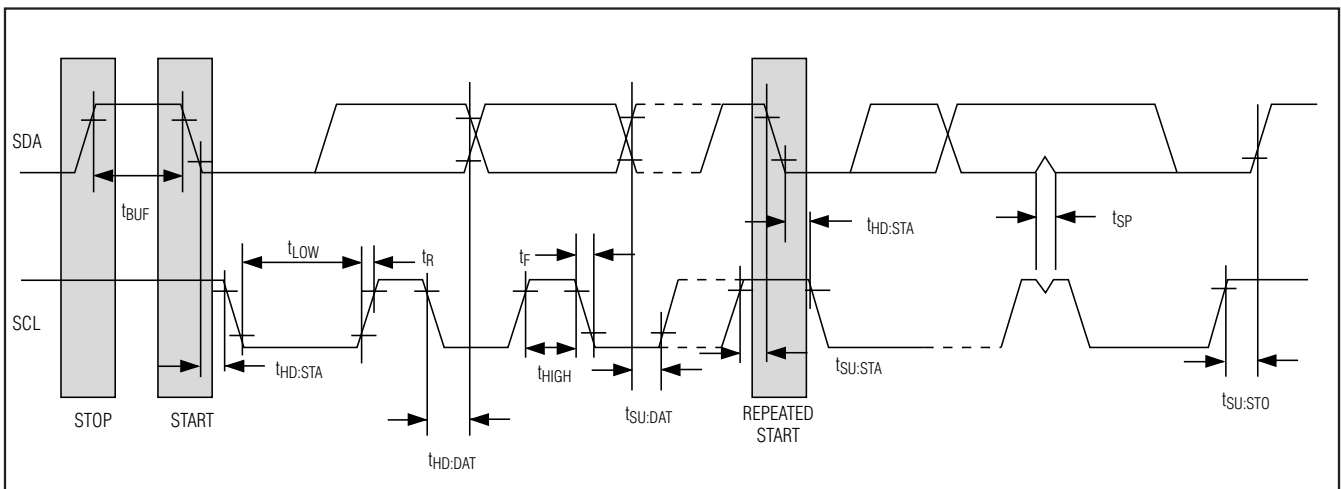 SDA
tBUF
tHD:STA
tSP
tLOW
tR
tF
SCL
tHD:STA
tHIGH
tSU:STA
tSU:DAT
tSU:STO
STOP
START
REPEATED
START
tHD:DAT